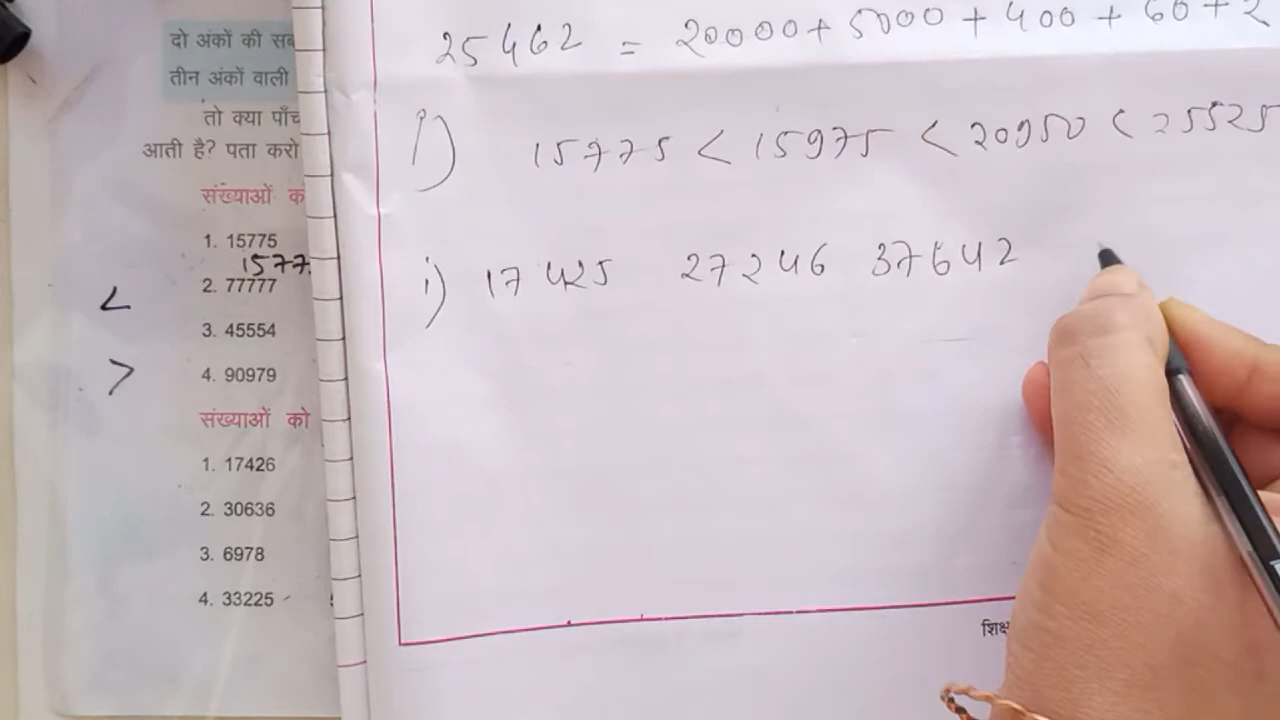 दो अंकों की सब
तीन अंकों वाली
तो क्या पाँच
आती है? पता करो
संख्याओं क
1. 15775
1577
2. 77777
<
3. 45554
>
4. 90979
संख्याओं को
1. 17426
2. 30636
3. 6978
4. 33225
25462 = 20000+ 5000 + 400 + 60 + 2
i) 15775 < 15975 < 20950 < 25525
i) 17425 27246 37642
शिक्ष